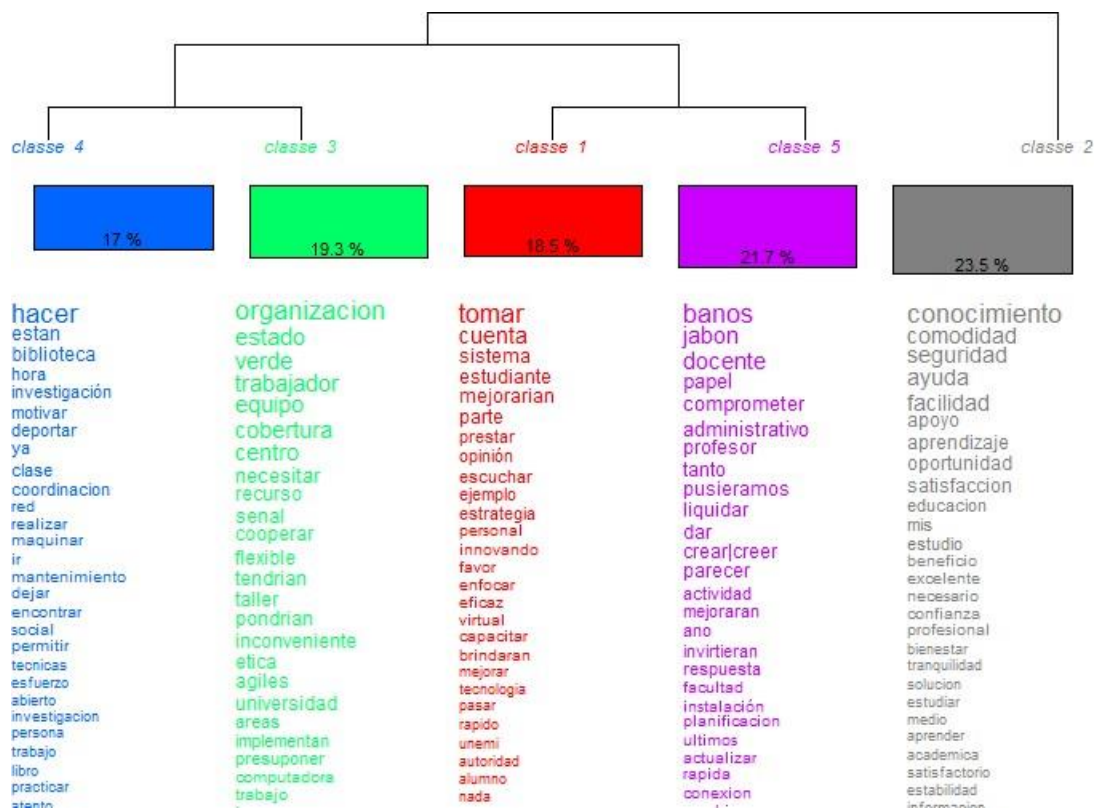 classe 4
classe 3
classe 1
classe 5
classe 2
17 %
19.3 %
18.5 %
21.7 %
23.5 %
hacer
estan
biblioteca
hora
investigación
motivar
deportar
ya
clase
coordinacion
red
realizar
maquinar
ir
mantenimiento
dejar
encontrar
social
permitir
tecnicas
esfuerzo
abierto
investigacion
persona
trabajo
libro
practicar
atento
organizacion
estado
verde
trabajador
equipo
cobertura
centro
necesitar
recurso
senal
cooperar
flexible
tendrian
taller
pondrian
inconveniente
etica
agiles
universidad
areas
implementan
presuponer
computadora
trabajo
tomar
cuenta
sistema
estudiante
mejorarian
parte
prestar
opinión
escuchar
ejemplo
estrategia
personal
innovando
favor
enfocar
eficaz
virtual
capacitar
brindaran
mejorar
tecnologia
pasar
rapido
unemi
autoridad
alumno
nada
banos
jabon
docente
papel
comprometer
administrativo
profesor
tanto
pusieramos
liquidar
dar
crear|creer
parecer
actividad
mejoraran
ano
invirtieran
respuesta
facultad
instalación
planificacion
ultimos
actualizar
rapida
conexion
conocimiento
comodidad
seguridad
ayuda
facilidad
apoyo
aprendizaje
oportunidad
satisfaccion
educacion
mis
estudio
beneficio
excelente
necesario
confianza
profesional
bienestar
tranquilidad
solucion
estudiar
medio
aprender
academica
satisfactorio
estabilidad
informacion